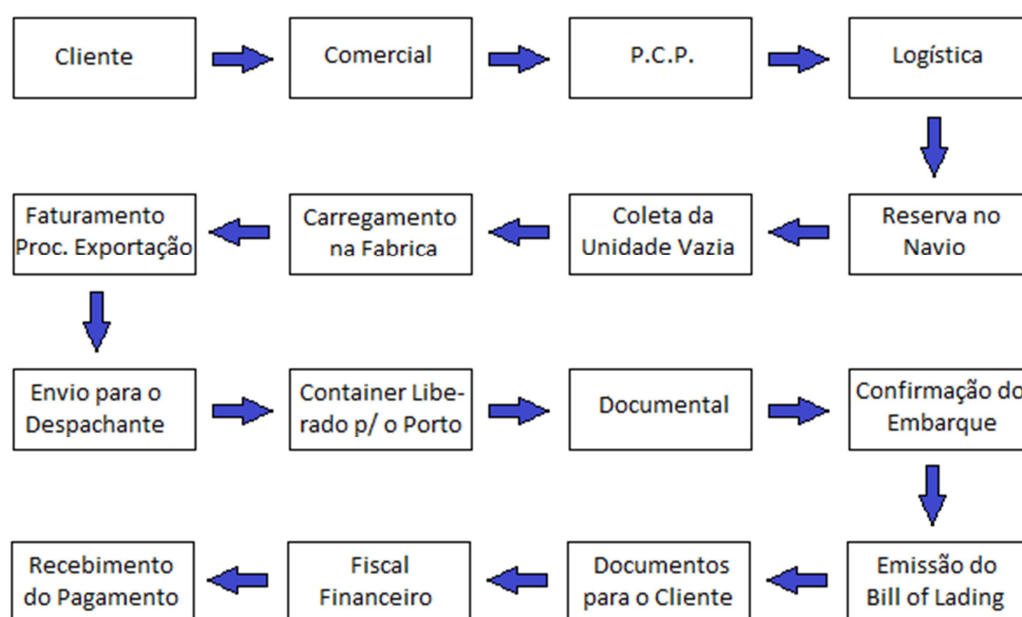 Cliente
Comercial
P.C.P.
Logística
Faturamento
Proc. Exportação
Carregamento
na Fabrica
Coleta da
Unidade Vazia
Reserva no
Navio
Envio para o
Despachante
Container Libe-
rado p/ o Porto
Documental
Confirmação do
Embarque
Recebimento
do Pagamento
Fiscal
Financeiro
Documentos
para o Cliente
Emissão do
Bill of Lading